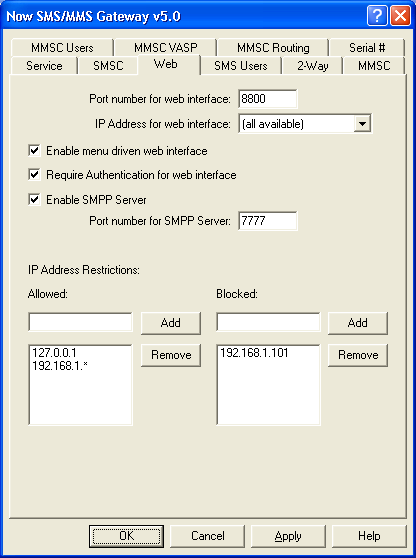 Now SMS/MMS Gateway v5.0
MMSC Users MMSC VASP MMSC Routing Serial #
Service SMSC Web SMS Users 2-Way MMSC
Port number for web interface: 8800
IP Address for web interface: (all available)
Enable menu driven web interface
Require Authentication for web interface
Enable SMPP Server
Port number for SMPP Server: 7777
IP Address Restrictions:
Allowed: Blocked:
Add Add
127.0.0.1 Remove 192.168.1.101 Remove
192.168.1.*
OK Cancel Apply Help